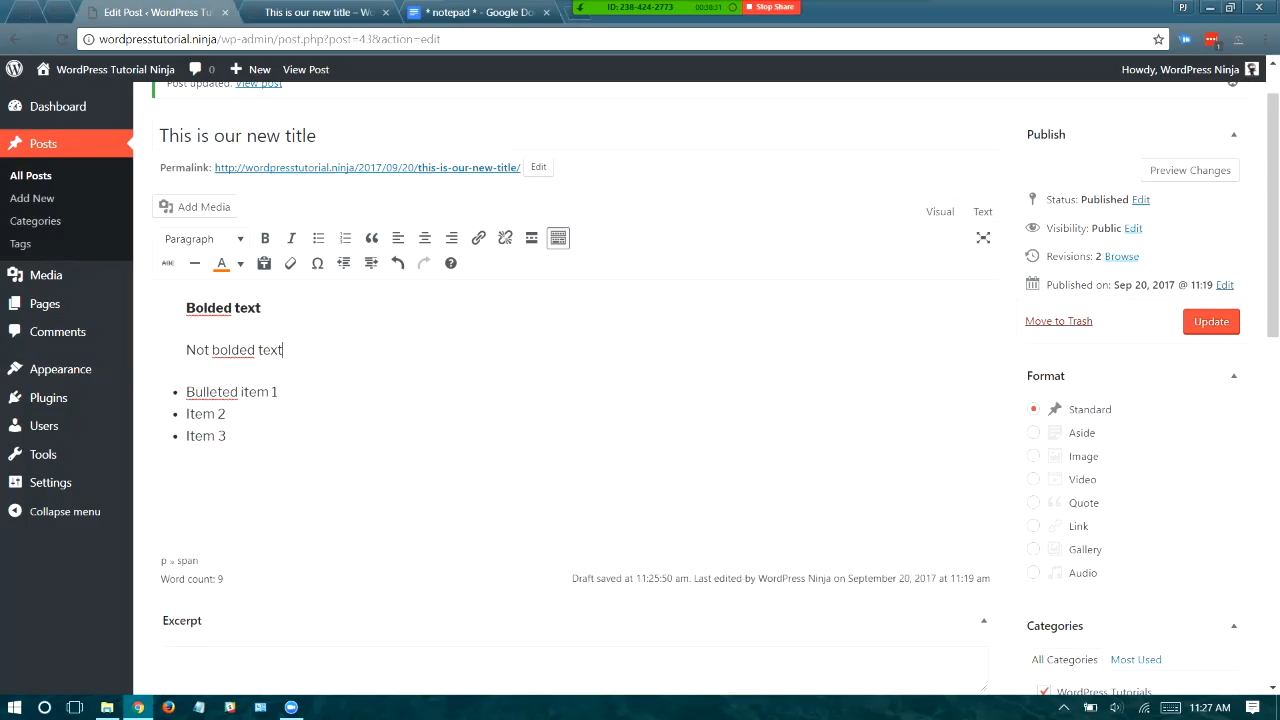 Edit Post ‹ WordPress Tu
This is our new title – W
* notepad * - Google Do
ID: 238-424-2773
00:38:31
Stop Share
PJ
wordpresstutorial.ninja/wp-admin/post.php?post=43&action=edit
1
WordPress Tutorial Ninja
0
New
View Post
Howdy, WordPress Ninja
Dashboard
Posts
All Posts
Add New
Categories
Tags
Media
Pages
Comments
Appearance
Plugins
Users
Tools
Settings
Collapse menu
Post updated. View post
This is our new title
Permalink: http://wordpresstutorial.ninja/2017/09/20/this-is-our-new-title/ Edit
Add Media
Visual
Text
Paragraph
B
I
ABC
A
Bolded text
Not bolded text
Bulleted item 1
Item 2
Item 3
p » span
Word count: 9
Draft saved at 11:25:50 am. Last edited by WordPress Ninja on September 20, 2017 at 11:19 am
Excerpt
Publish
Preview Changes
Status: Published Edit
Visibility: Public Edit
Revisions: 2 Browse
Published on: Sep 20, 2017 @ 11:19 Edit
Move to Trash
Update
Format
Standard
Aside
Image
Video
Quote
Link
Gallery
Audio
Categories
All Categories
Most Used
WordPress Tutorials
11:27 AM